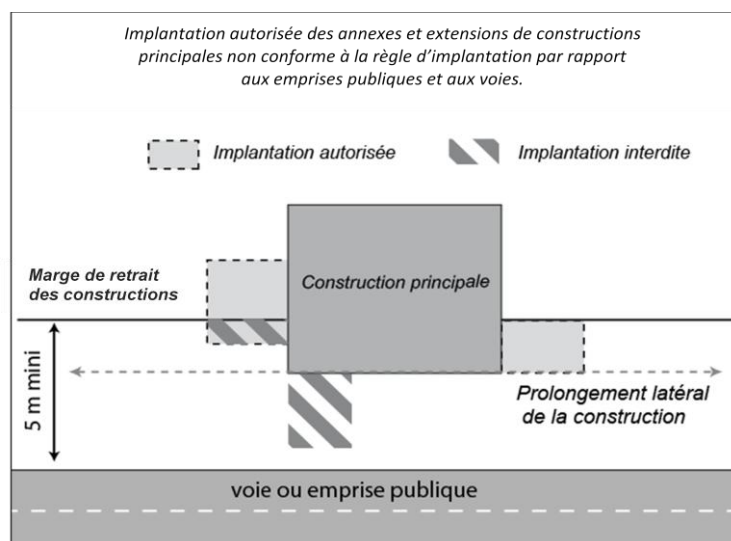 Implantation autorisée des annexes et extensions de constructions
principales non conforme à la règle d'implantation par rapport
aux emprises publiques et aux voies.
Implantation autorisée
Implantation interdite
Marge de retrait
des constructions
Construction principale
5 m mini
Prolongement latéral
de la construction
voie ou emprise publique